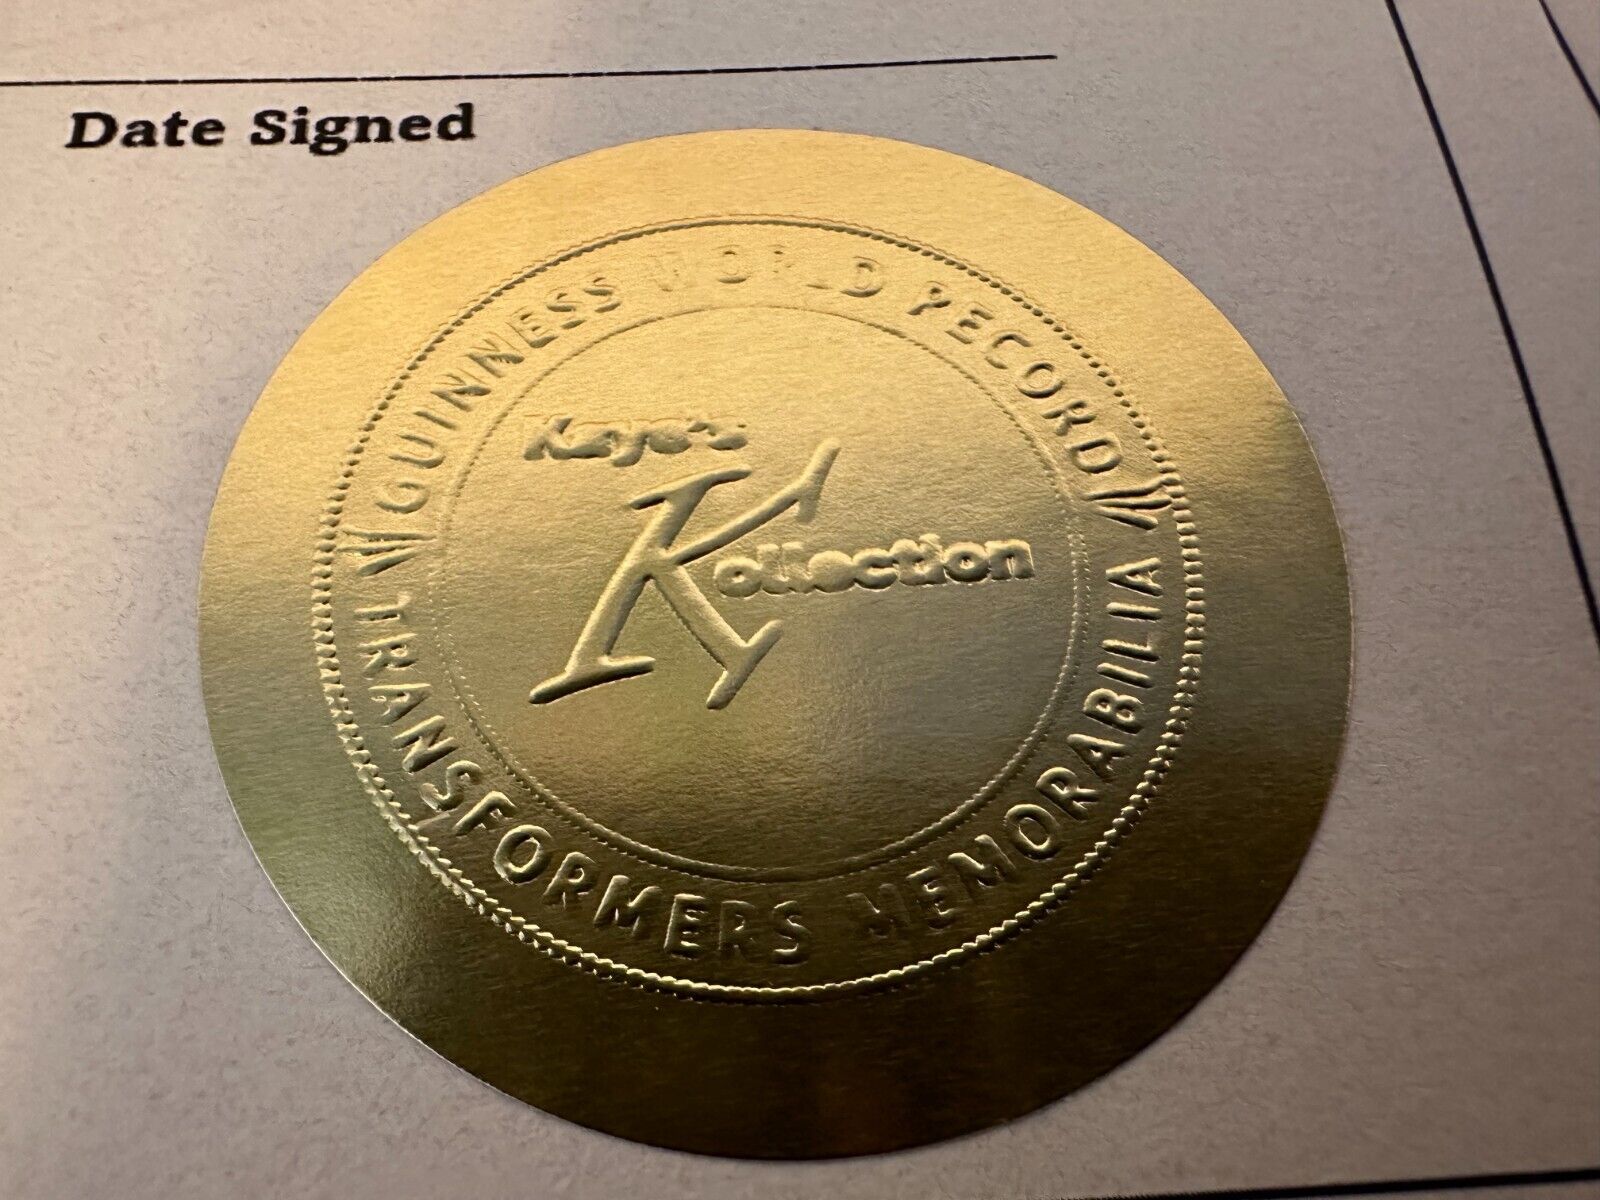 Date Signed
GUINNESS WORLD RECORD
Kaye's
Kollection
TRANSFORMERS MEMORABILIA